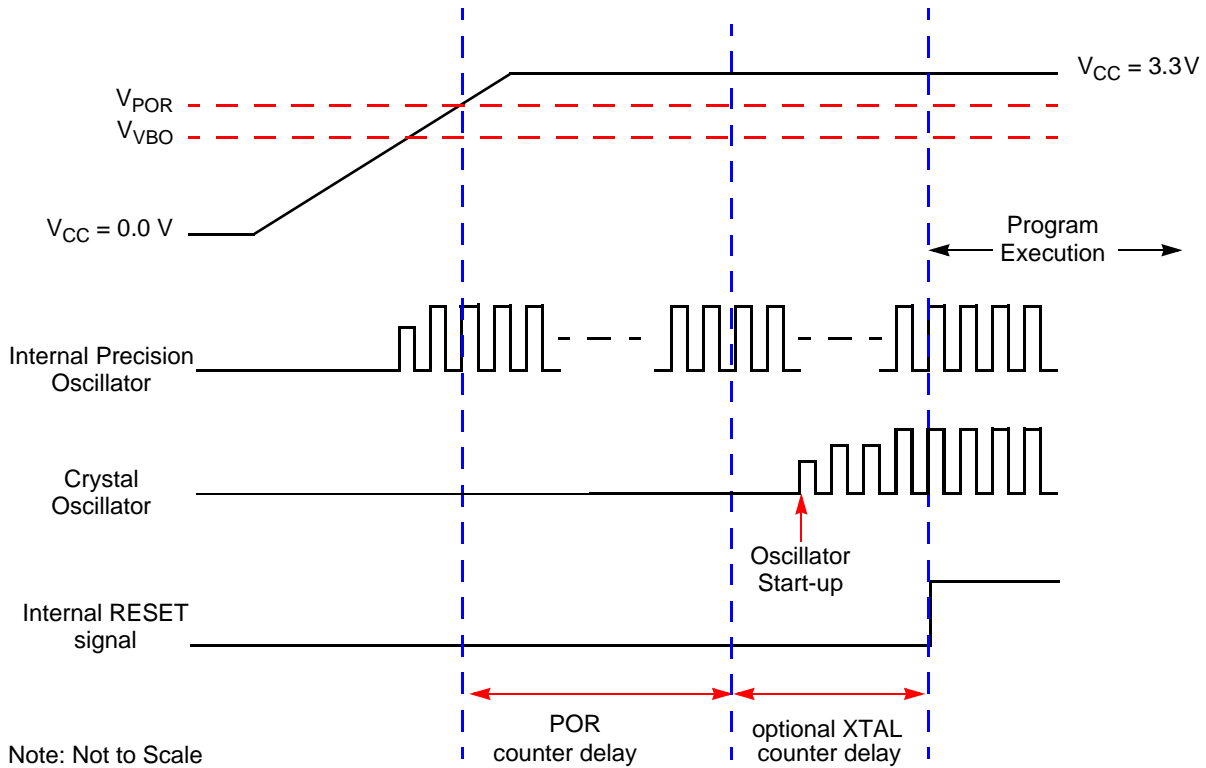 VCC = 3.3V
VPOR
VVBO
VCC = 0.0 V
Program
Execution
Internal Precision
Oscillator
Crystal
Oscillator
Oscillator
Start-up
Internal RESET
signal
POR
counter delay
optional XTAL
counter delay
Note: Not to Scale